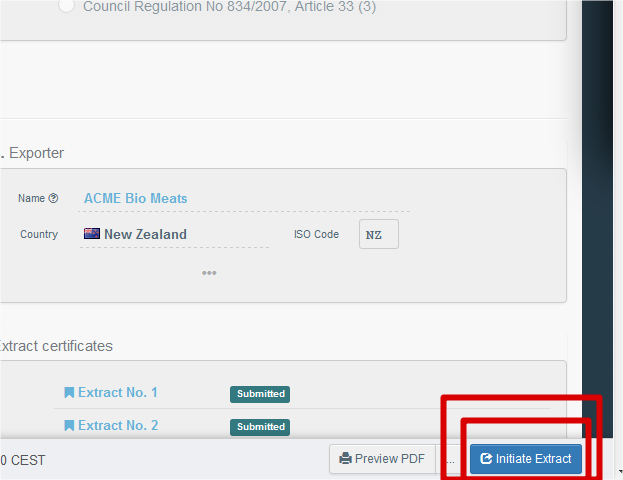 Council Regulation No 834/2007, Article 33 (3)
. Exporter
Name ACME Bio Meats
Country New Zealand ISO Code NZ
•••
xtract certificates
Extract No. 1 Submitted
Extract No. 2 Submitted
0 CEST Preview PDF ... Initiate Extract